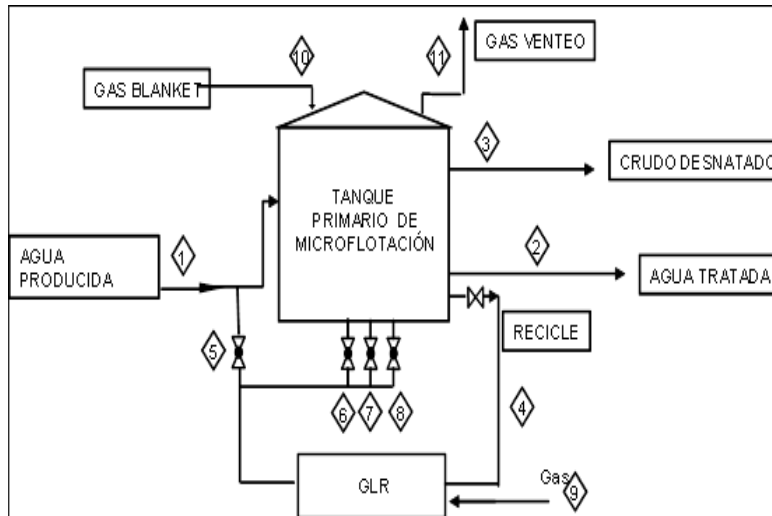 10
11
GAS VENTEO
GAS BLANKET
3
CRUDO DESNATADO
TANQUE
PRIMARIO DE
MICROFLOTACIÓN
AGUA
PRODUCIDA
1
2
AGUA TRATADA
RECICLE
5
6
7
8
4
GLR
Gas
9